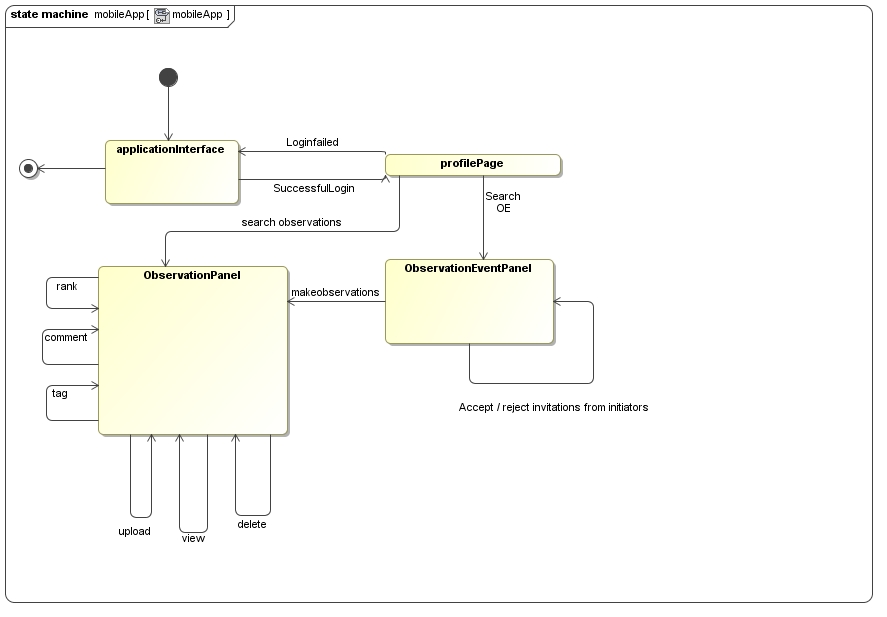 state machine mobileApp [ mobileApp ]
applicationInterface
Loginfailed
profilePage
SuccessfulLogin
Search
OE
search observations
ObservationPanel
ObservationEventPanel
rank
makeobservations
comment
tag
Accept / reject invitations from initiators
upload
view
delete